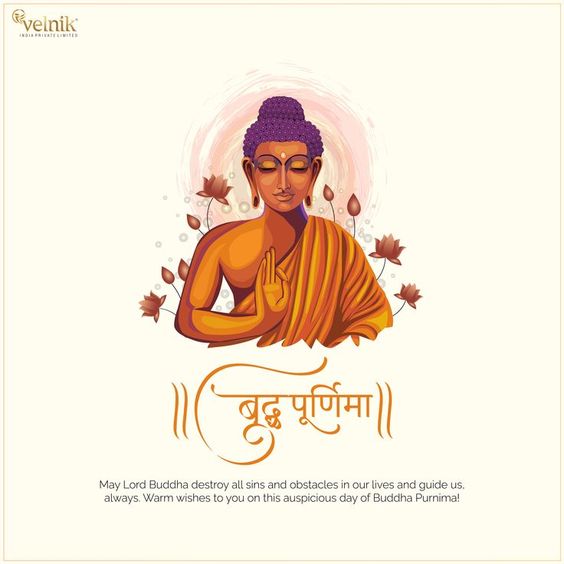 velnik
INDIA PRIVATE LIMITED
॥ बुद्ध पूर्णिमा ॥
May Lord Buddha destroy all sins and obstacles in our lives and guide us,
always. Warm wishes to you on this auspicious day of Buddha Purnima!